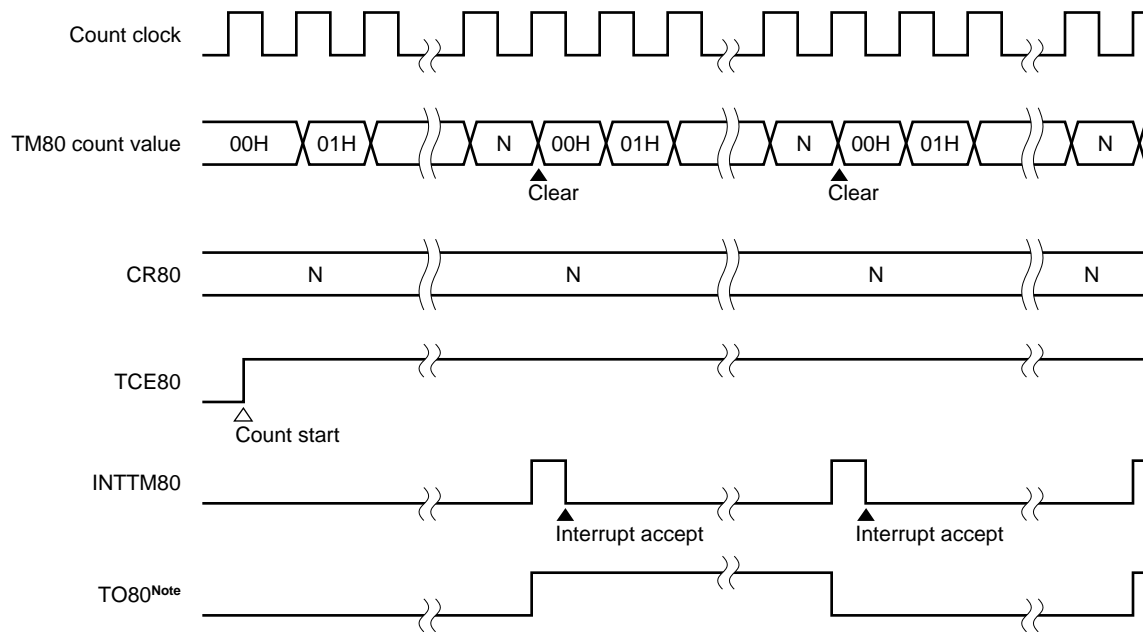 Count clock
TM80 count value 00H 01H N 00H 01H N 00H 01H N
Clear Clear
CR80 N N N N
TCE80
Count start
INTTM80
Interrupt accept Interrupt accept
TO80Note